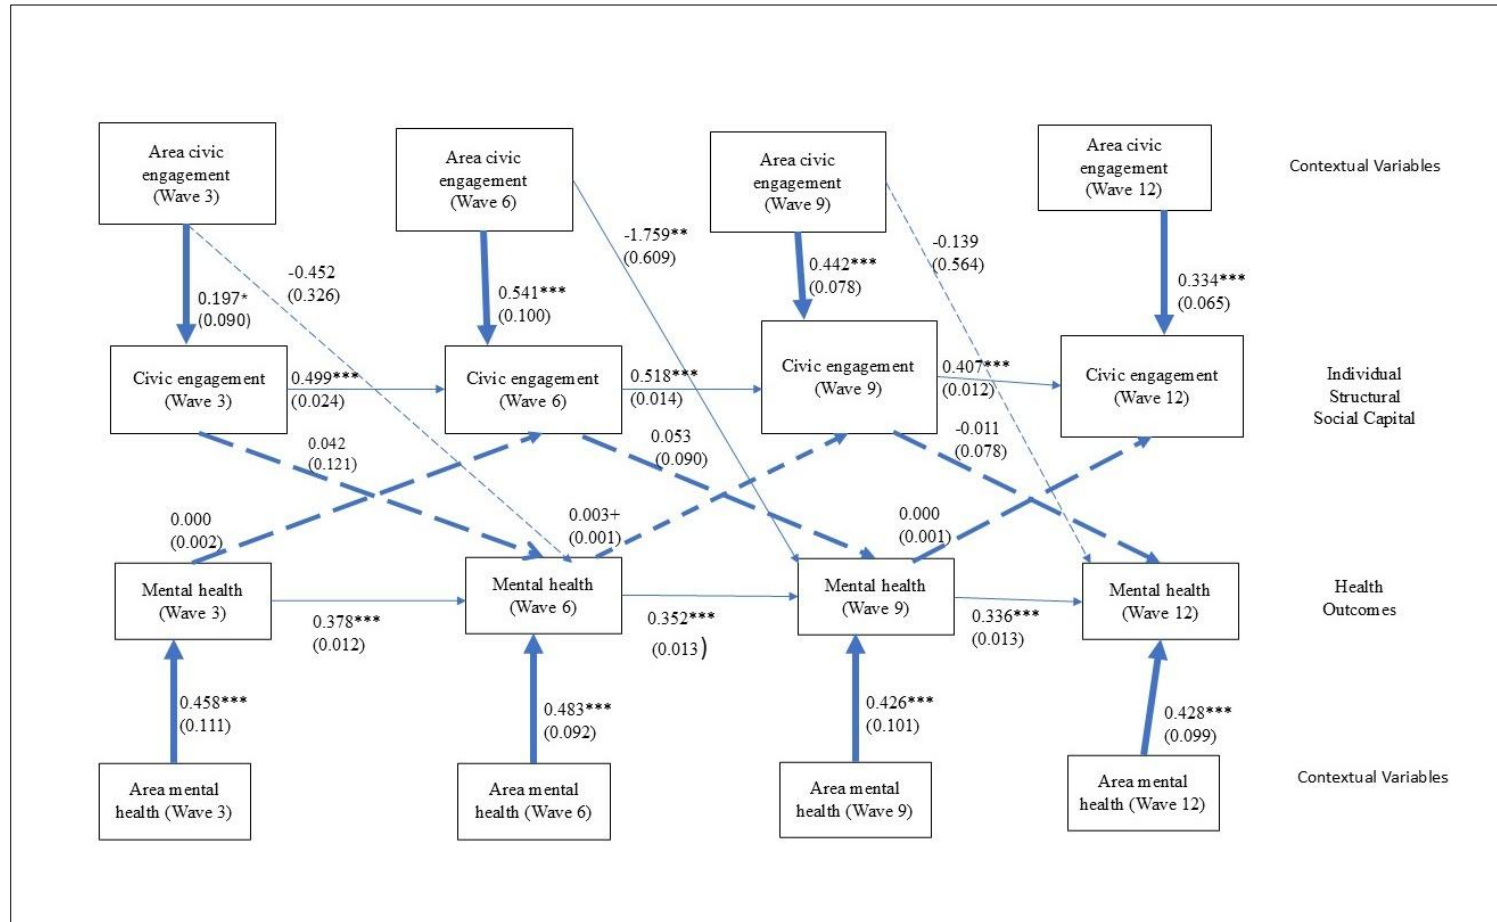 Area civic
engagement
(Wave 3)
Area civic
engagement
(Wave 6)
Area civic
engagement
(Wave 9)
Area civic
engagement
(Wave 12)
Contextual Variables
-0.452
(0.326)
-1.759**
(0.609)
-0.139
(0.564)
0.197*
(0.090)
0.541***
(0.100)
0.442***
(0.078)
0.334***
(0.065)
Civic engagement
(Wave 3)
0.499***
(0.024)
Civic engagement
(Wave 6)
0.518***
(0.014)
Civic engagement
(Wave 9)
0.407***
(0.012)
Civic engagement
(Wave 12)
Individual
Structural
Social Capital
0.042
(0.121)
0.053
(0.090)
-0.011
(0.078)
0.000
(0.002)
0.003+
(0.001)
0.000
(0.001)
Mental health
(Wave 3)
0.378***
(0.012)
Mental health
(Wave 6)
0.352***
(0.013)
Mental health
(Wave 9)
0.336***
(0.013)
Mental health
(Wave 12)
Health
Outcomes
0.458***
(0.111)
0.483***
(0.092)
0.426***
(0.101)
0.428***
(0.099)
Area mental
health (Wave 3)
Area mental
health (Wave 6)
Area mental
health (Wave 9)
Area mental
health (Wave 12)
Contextual Variables